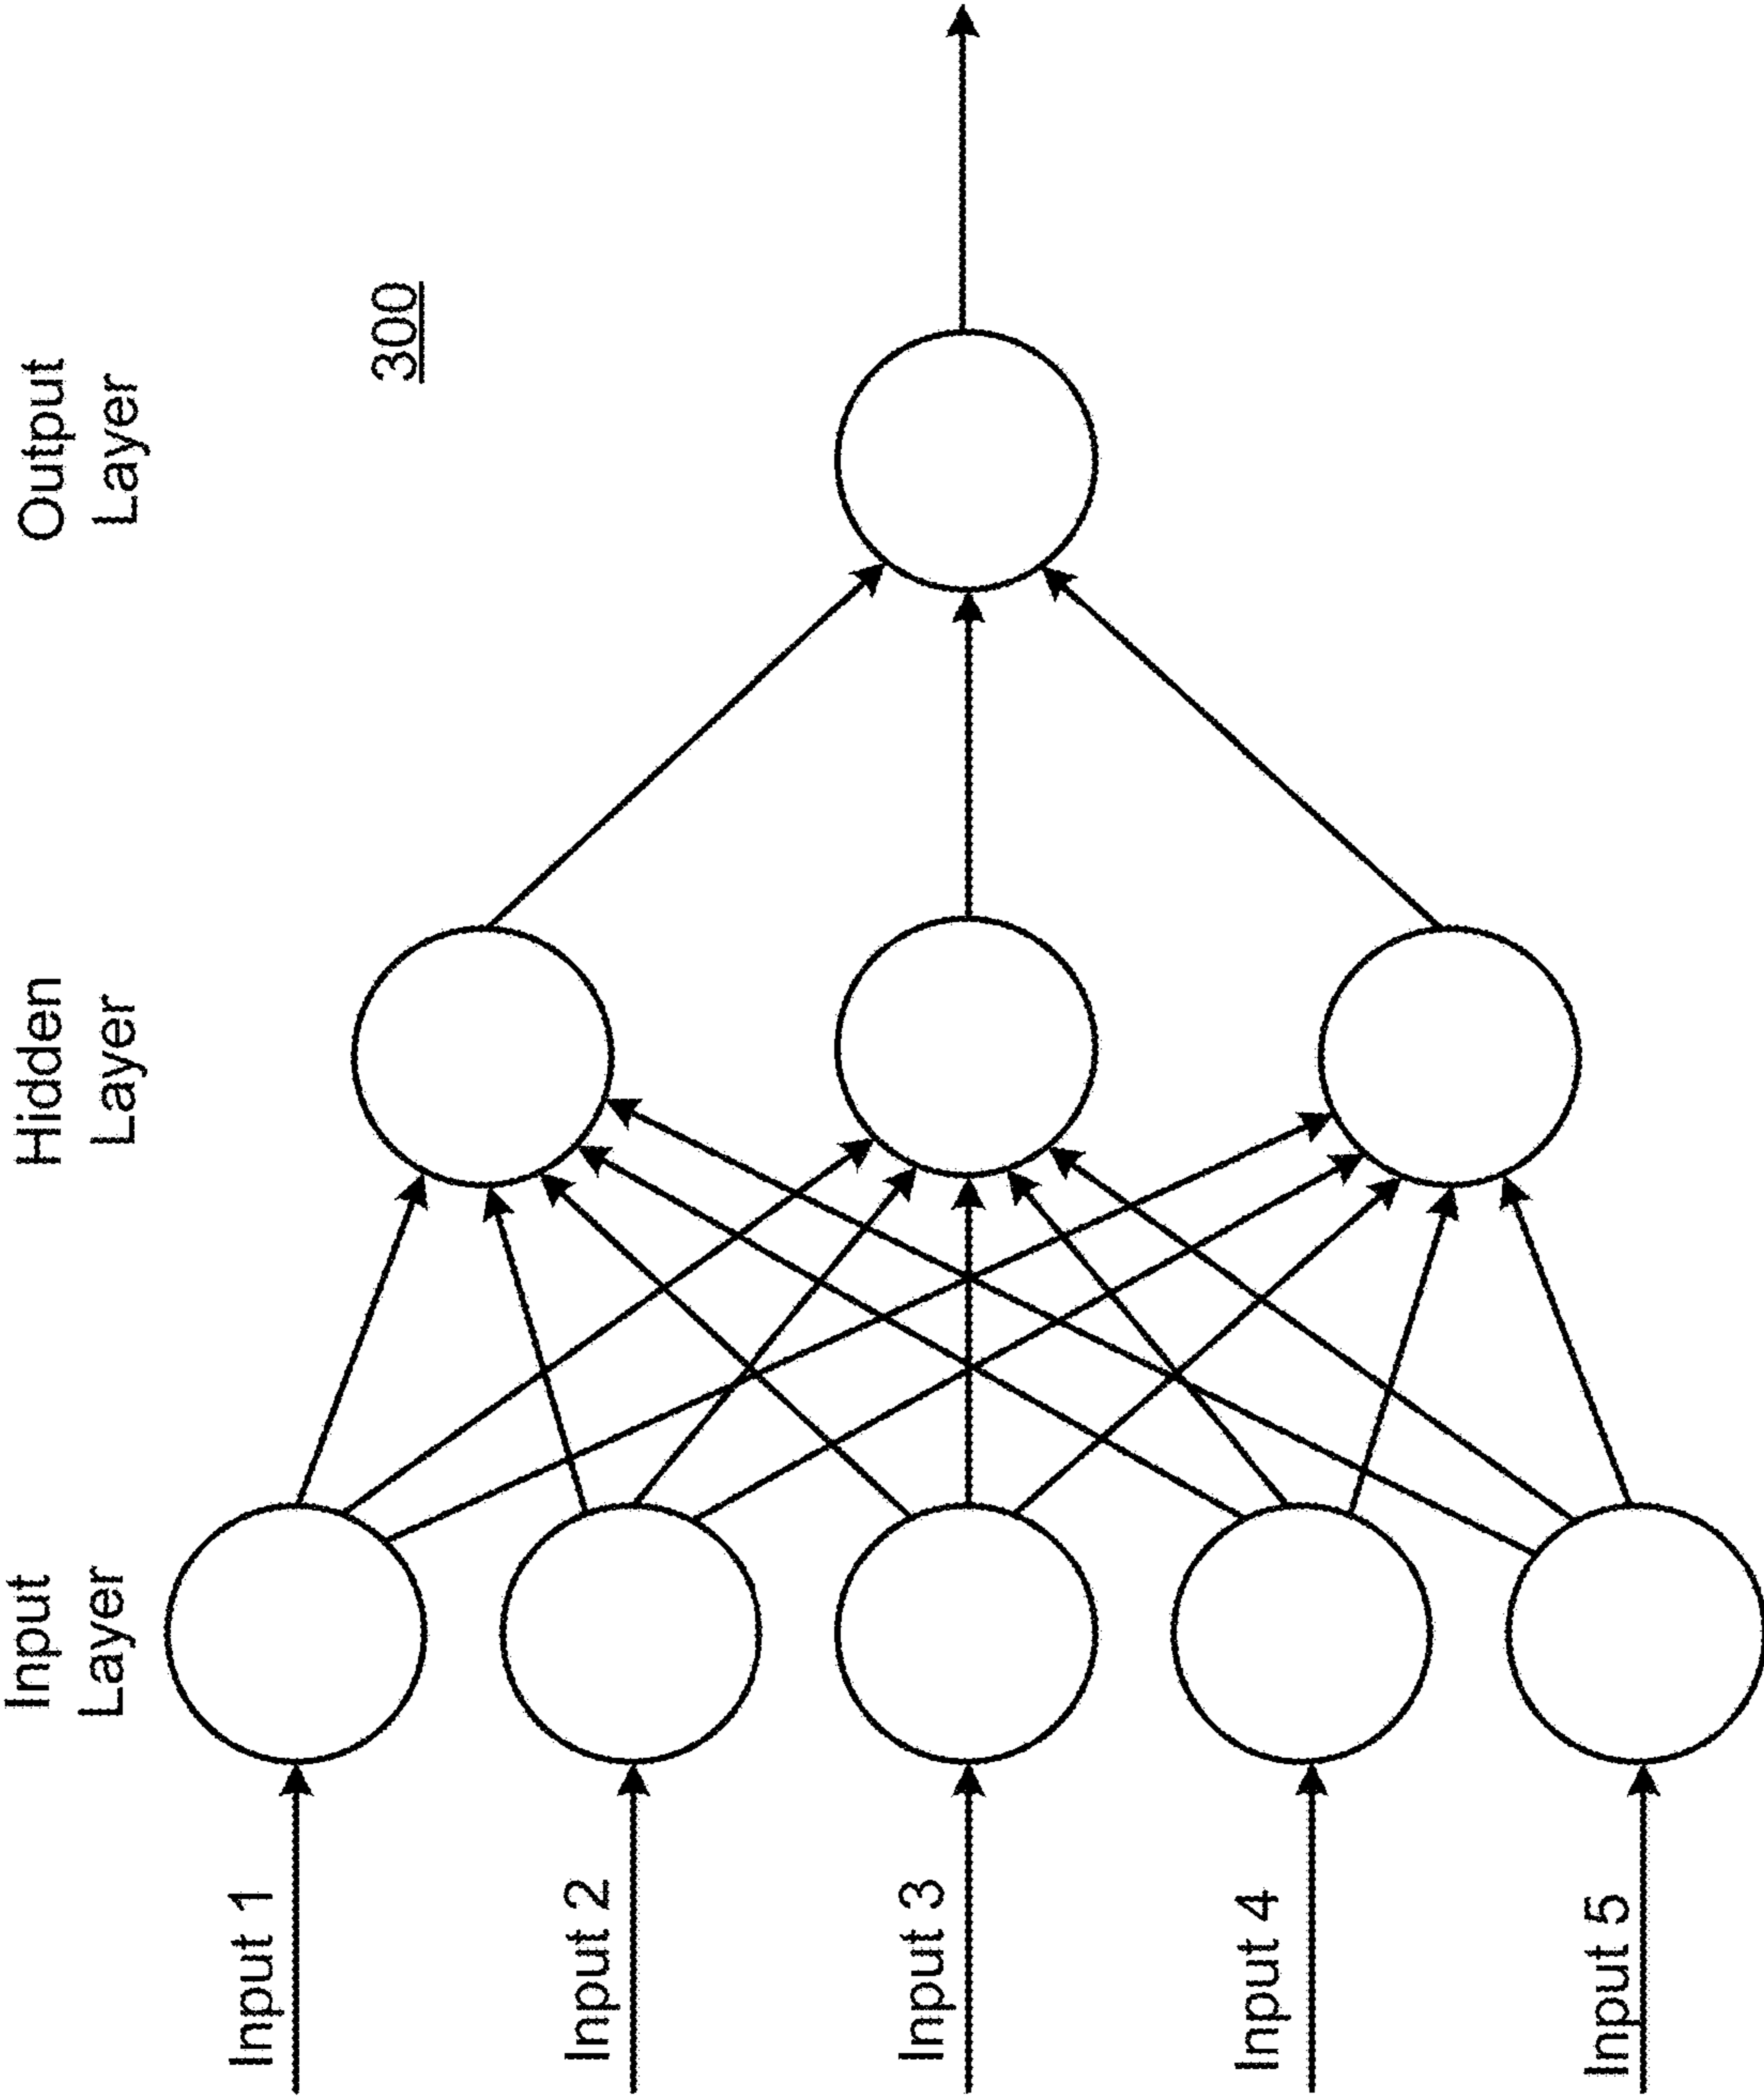 Input
Layer
Hidden
Layer
Output
Layer
300
Input 1
Input 2
Input 3
Input 4
Input 5